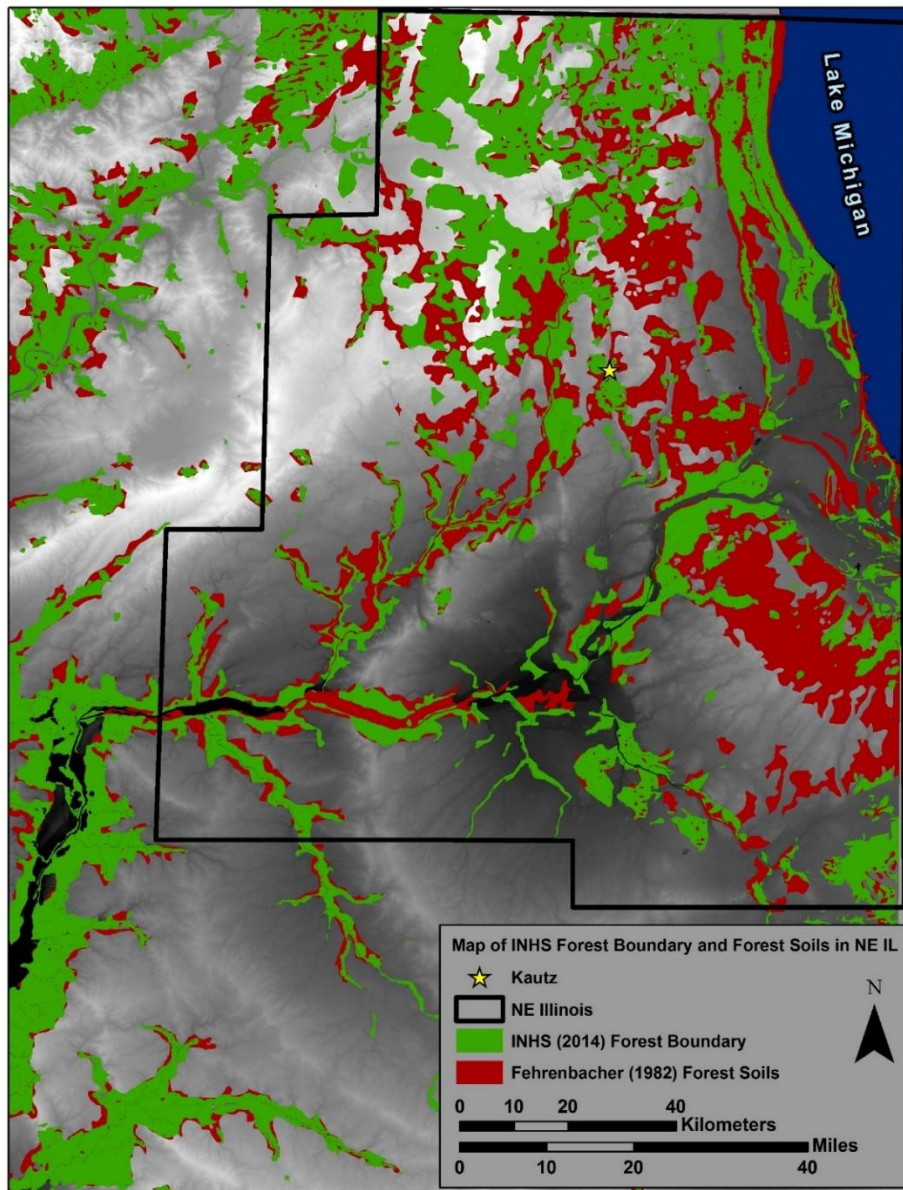 Lake Michigan
Map of INHS Forest Boundary and Forest Soils in NE IL
Kautz
NE Illinois
INHS (2014) Forest Boundary
Fehrenbacher (1982) Forest Soils
N
0 10 20 40
Kilometers
Miles
0 10 20 40